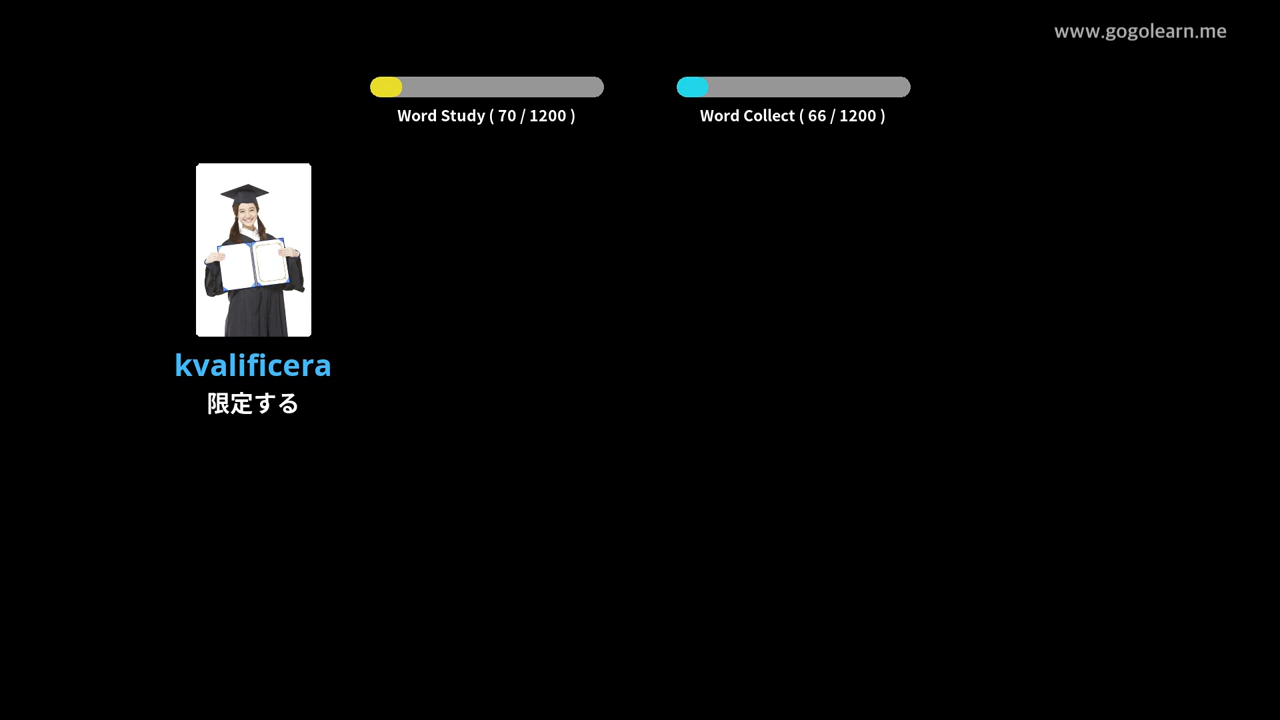 www.gogolearn.me
Word Study ( 70 / 1200 )
Word Collect ( 66 / 1200 )
kvalificera
限定する